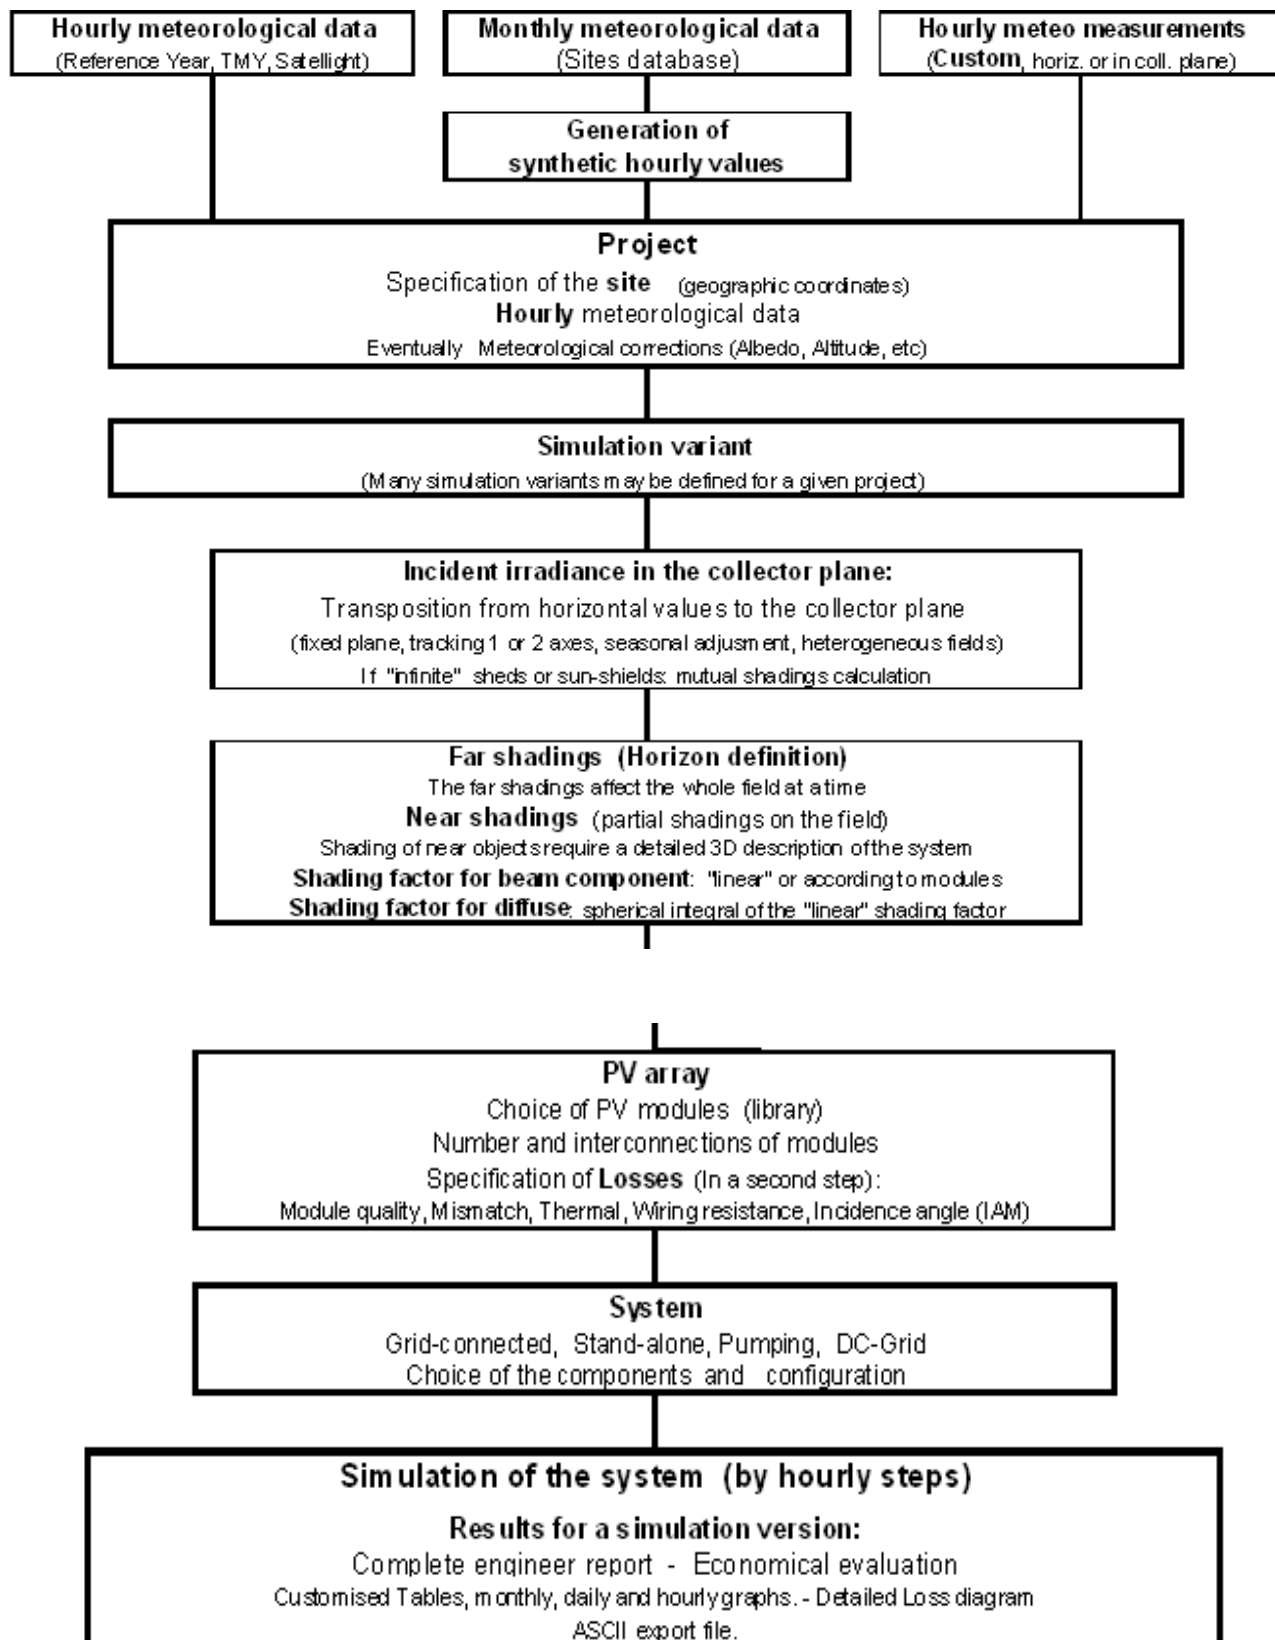 Hourly meteorological data
(Reference Year, TMY, Satellight)
Monthly meteorological data
(Sites database)
Hourly meteo measurements
(Custom, horiz. or in coll. plane)
Generation of
synthetic hourly values
Project
Specification of the site (geographic coordinates)
Hourly meteorological data
Eventually Meteorological corrections (Albedo, Altitude, etc)
Simulation variant
(Many simulation variants may be defined for a given project)
Incident irradiance in the collector plane:
Transposition from horizontal values to the collector plane
(fixed plane, tracking 1 or 2 axes, seasonal adjusment, heterogeneous fields)
If "infinite" sheds or sun-shields: mutual shadings calculation
Far shadings (Horizon definition)
The far shadings affect the whole field at a time
Near shadings (partial shadings on the field)
Shading of near objects require a detailed 3D description of the system
Shading factor for beam component: "linear" or according to modules
Shading factor for diffuse: spherical integral of the "linear" shading factor
PV array
Choice of PV modules (library)
Number and interconnections of modules
Specification of Losses (In a second step):
Module quality, Mismatch, Thermal, Wiring resistance, Incidence angle (IAM)
System
Grid-connected, Stand-alone, Pumping, DC-Grid
Choice of the components and configuration
Simulation of the system (by hourly steps)
Results for a simulation version:
Complete engineer report - Economical evaluation
Customised Tables, monthly, daily and hourly graphs. - Detailed Loss diagram
ASCII export file.